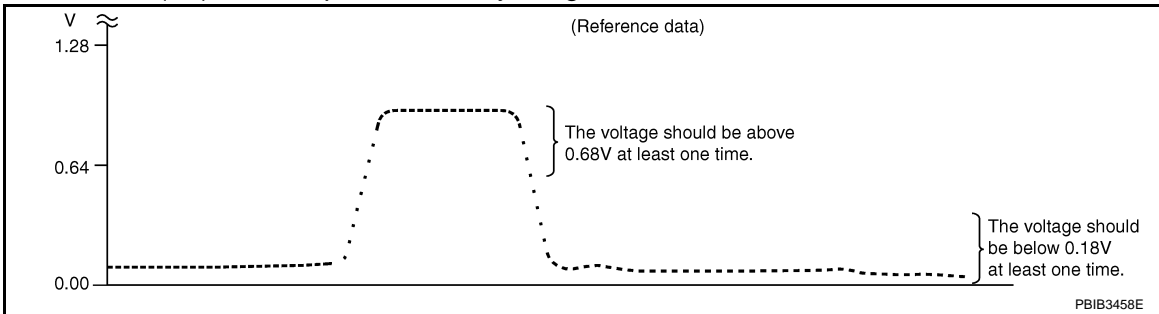 V
(Reference data)
1.28
The voltage should be above
0.68V at least one time.
0.64
The voltage should
be below 0.18V
at least one time.
0.00
PBIB3458E